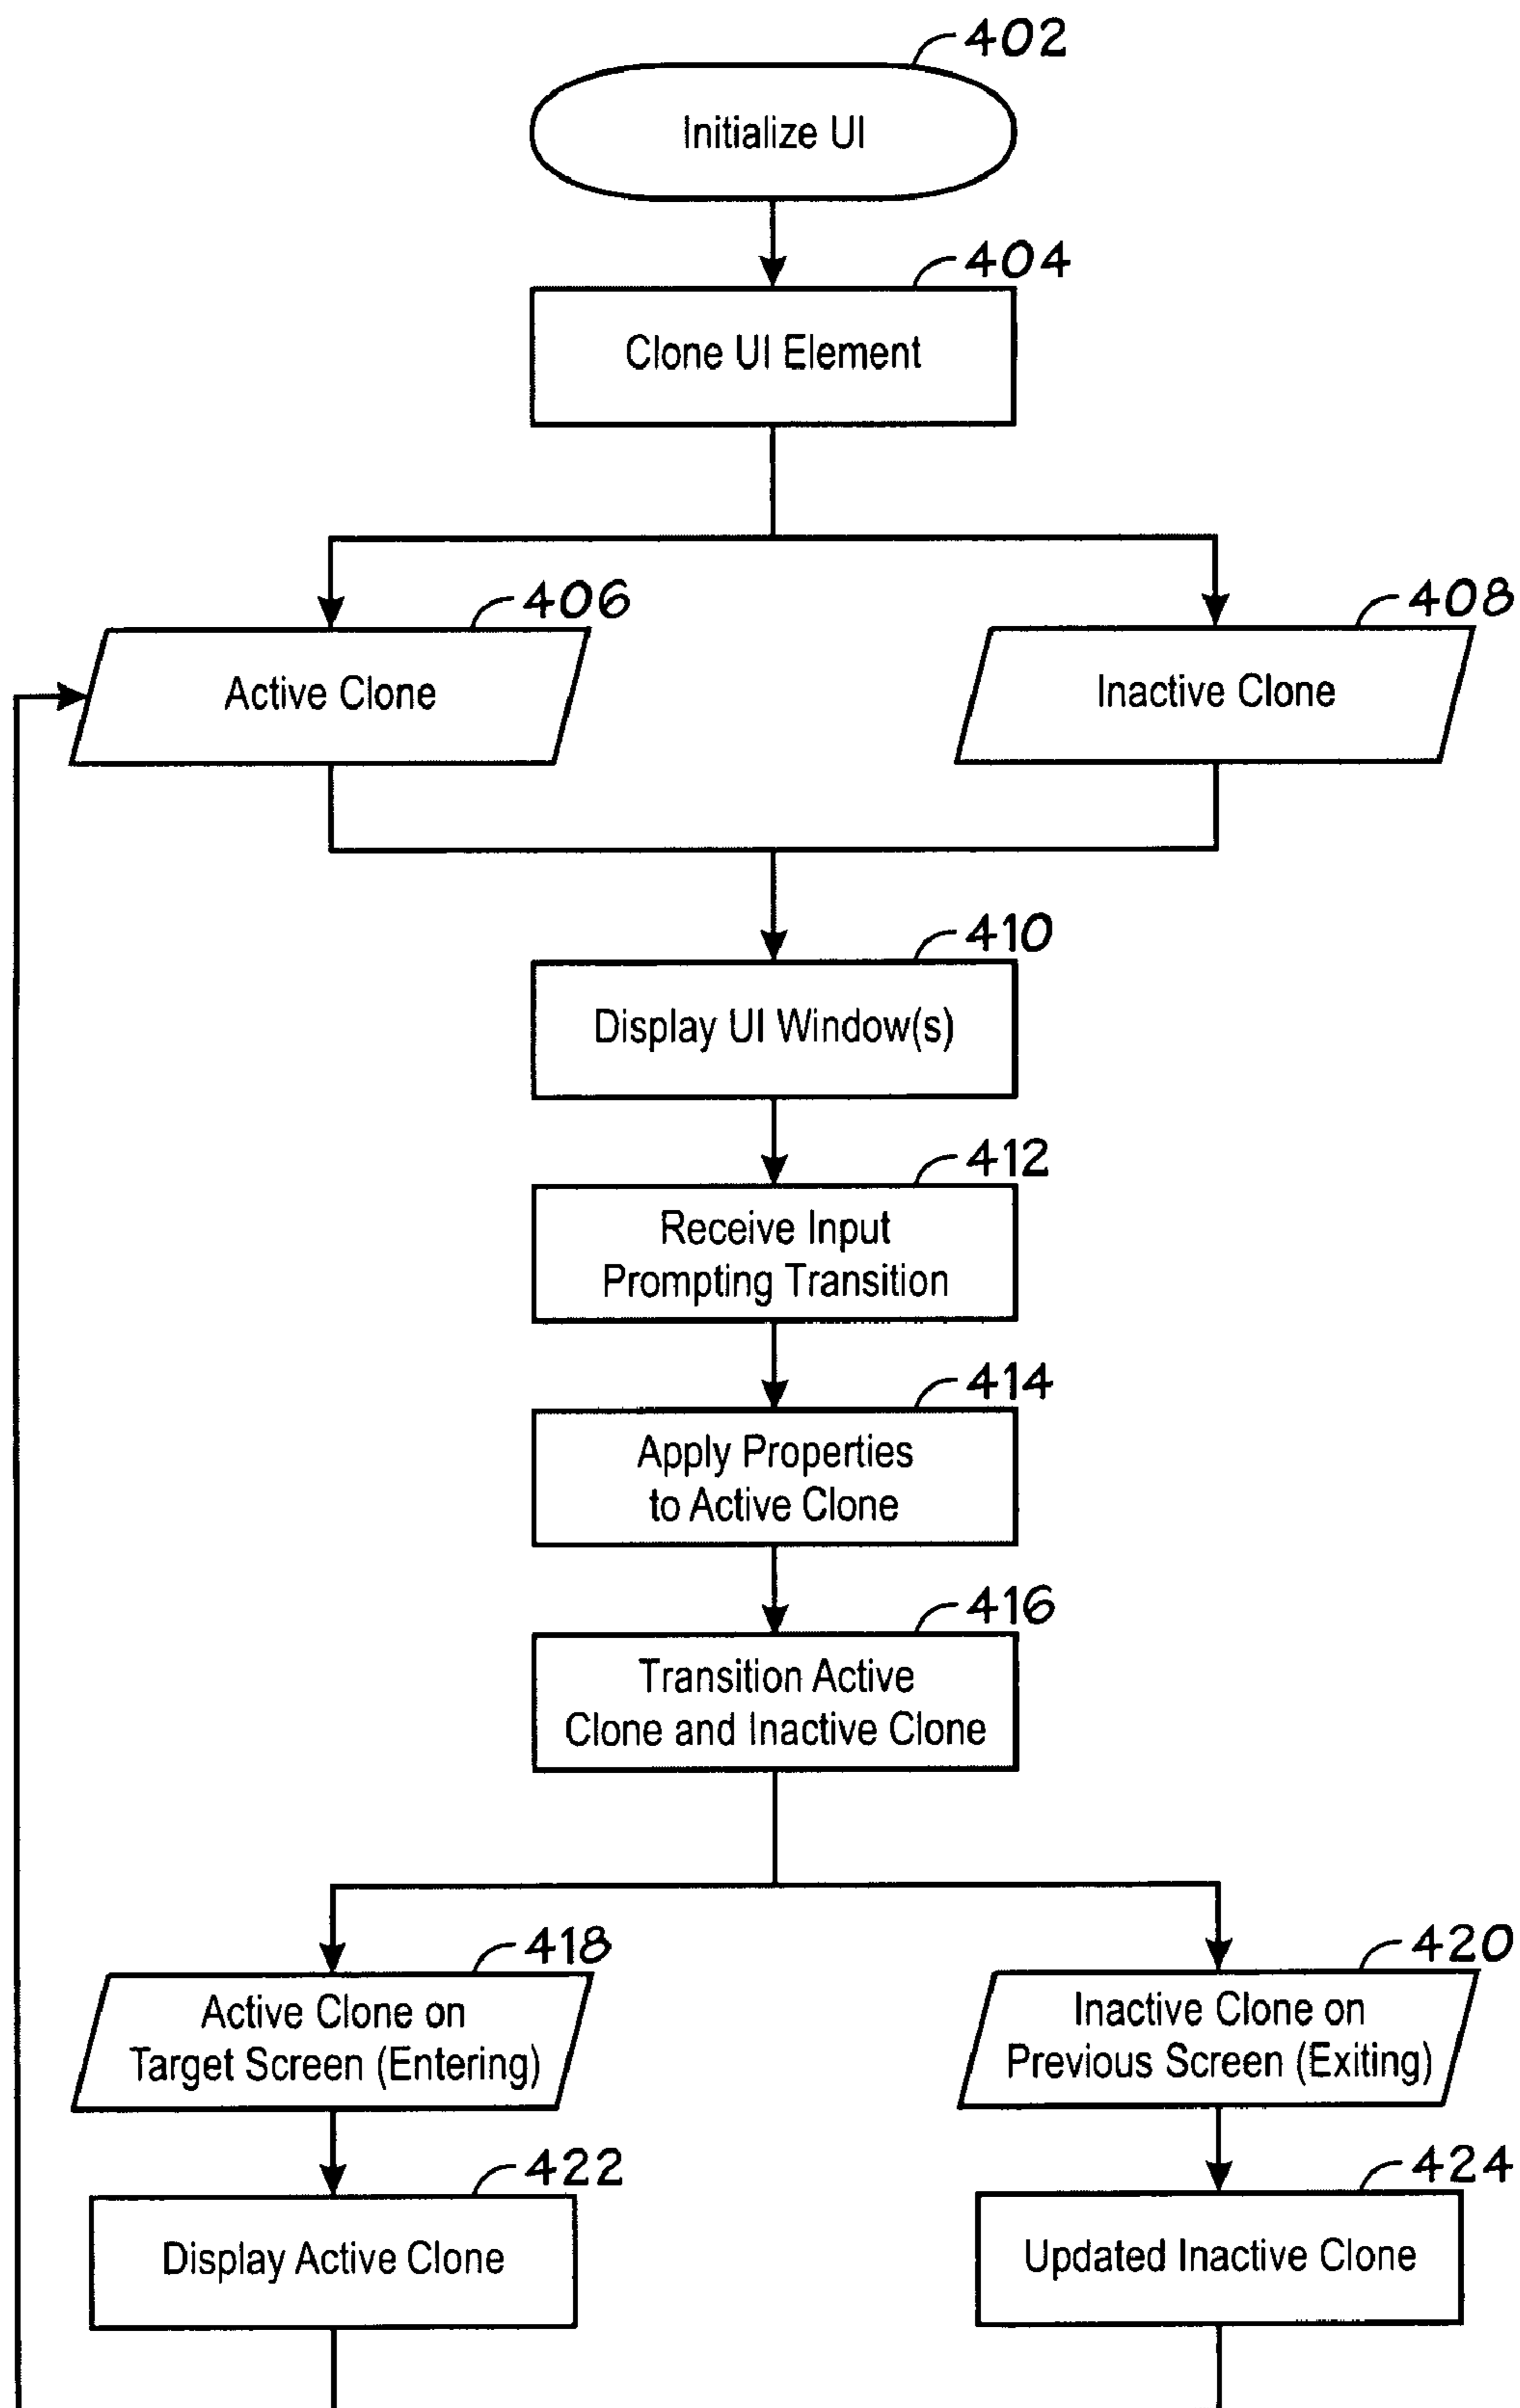 402
Initialize UI
404
Clone UI Element
406
Active Clone
408
Inactive Clone
410
Display UI Window(s)
412
Receive Input
Prompting Transition
414
Apply Properties
to Active Clone
416
Transition Active
Clone and Inactive Clone
418
Active Clone on
Target Screen (Entering)
420
Inactive Clone on
Previous Screen (Exiting)
422
Display Active Clone
424
Updated Inactive Clone